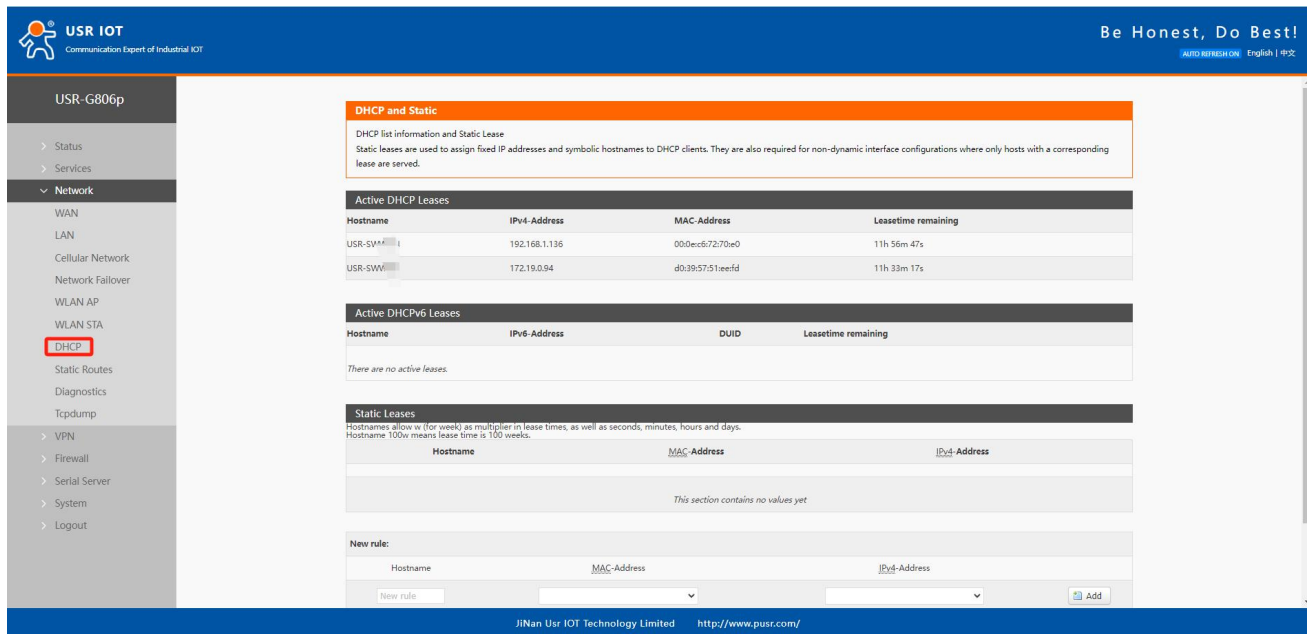 USR IOT
Communication Expert of Industrial IOT
Be Honest, Do Best!
AUTO REFRESH ON English | 中文
USR-G806p
Status
Services
Network
WAN
LAN
Cellular Network
Network Failover
WLAN AP
WLAN STA
DHCP
Static Routes
Diagnostics
Tcpdump
VPN
Firewall
Serial Server
System
Logout
DHCP and Static
DHCP list information and Static Lease
Static leases are used to assign fixed IP addresses and symbolic hostnames to DHCP clients. They are also required for non-dynamic interface configurations where only hosts with a corresponding
lease are served.
Active DHCP Leases
Hostname IPv4-Address MAC-Address Leasetime remaining
192.168.1.136 00:0e:c6:72:70:e0 11h 56m 47s
172.19.0.94 d0:39:57:51:ee:fd 11h 33m 17s
Active DHCPv6 Leases
Hostname IPv6-Address DUID Leasetime remaining
There are no active leases.
Static Leases
Hostnames allow w (for week) as multiplier in lease times, as well as seconds, minutes, hours and days.
Hostname 100w means lease time is 100 weeks.
Hostname MAC-Address IPv4-Address
This section contains no values yet
New rule:
Hostname MAC-Address IPv4-Address
New rule Add
JiNan Usr IOT Technology Limited http://www.pusr.com/